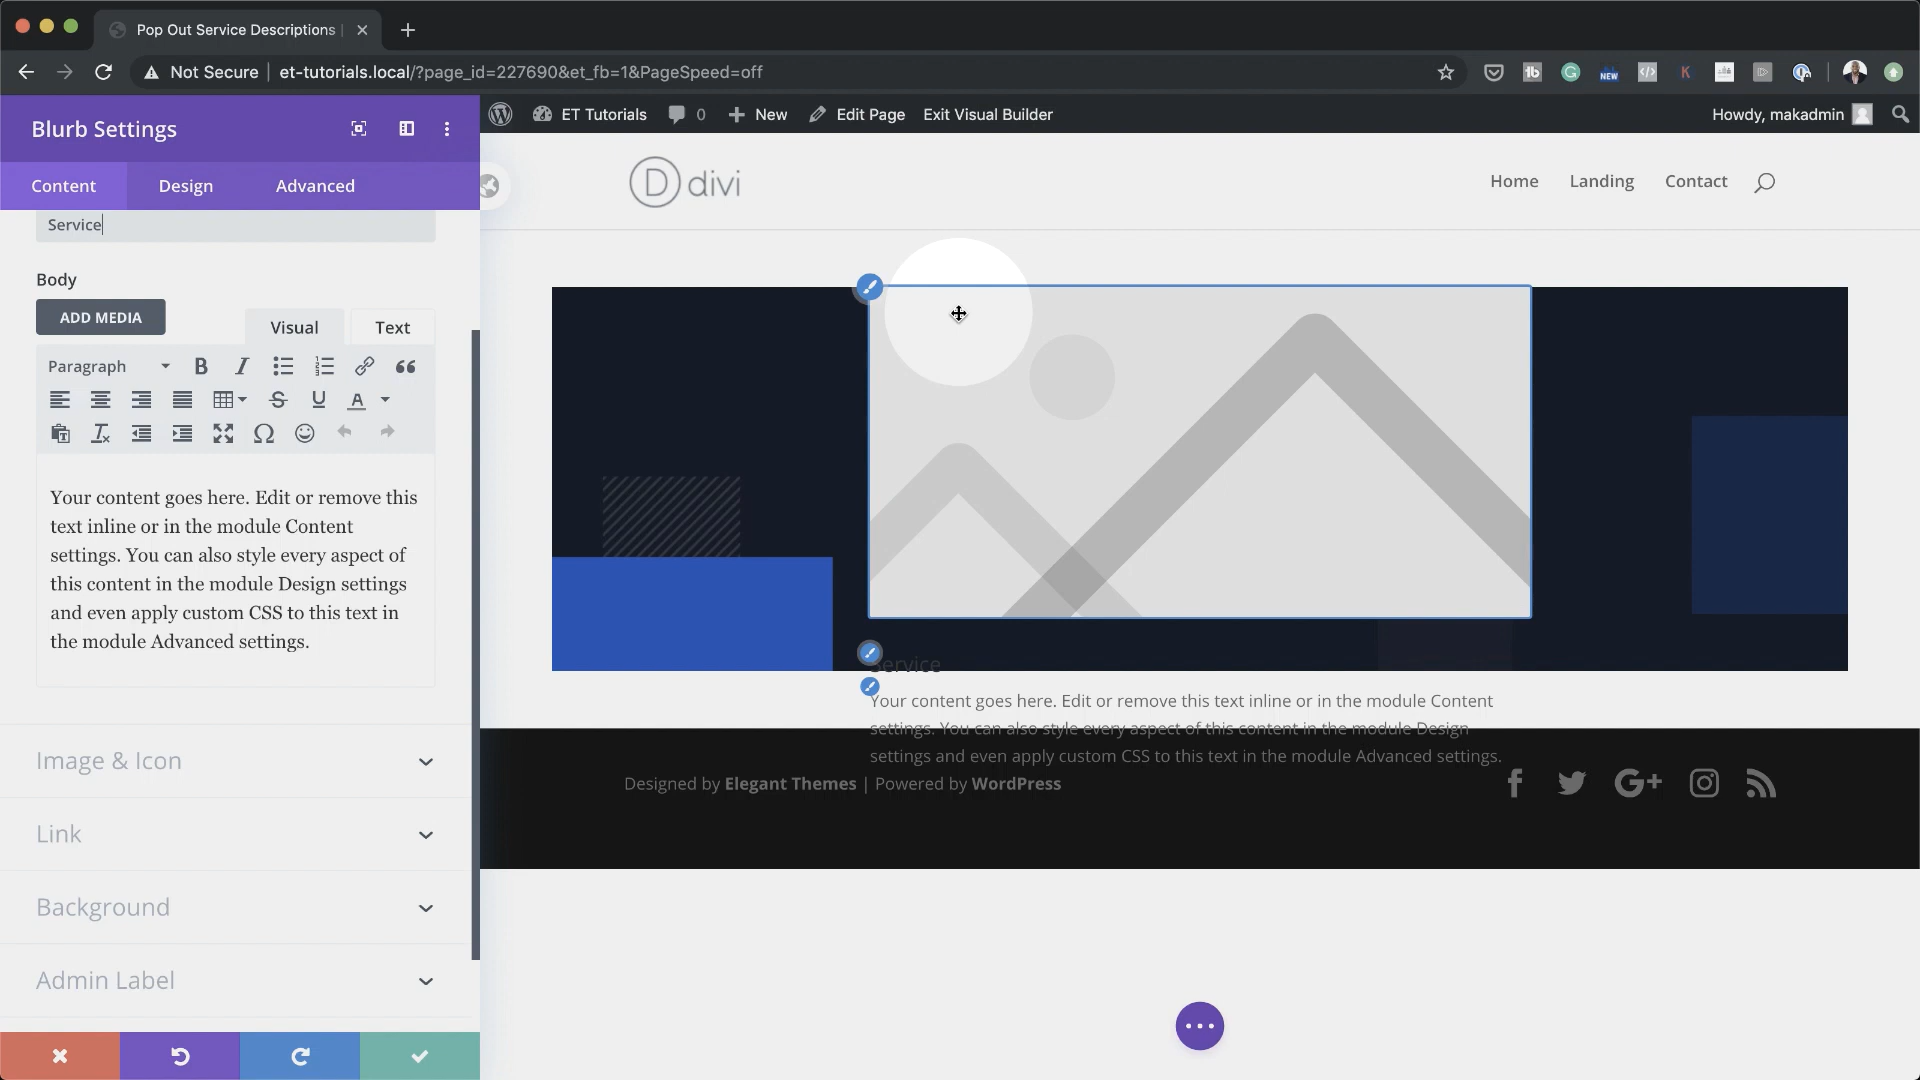 Pop Out Service Descriptions |
Not Secure | et-tutorials.local/?page_id=227690&et_fb=1&PageSpeed=off
NEW
Blurb Settings
Content Design Advanced
Service
Body
ADD MEDIA
Visual Text
Paragraph
Your content goes here. Edit or remove this
text inline or in the module Content
settings. You can also style every aspect of
this content in the module Design settings
and even apply custom CSS to this text in
the module Advanced settings.
Image & Icon
Link
Background
Admin Label
ET Tutorials 0 New Edit Page Exit Visual Builder Howdy, makadmin
D divi
Home Landing Contact
Service
Your content goes here. Edit or remove this text inline or in the module Content
settings. You can also style every aspect of this content in the module Design
settings and even apply custom CSS to this text in the module Advanced settings.
Designed by Elegant Themes | Powered by WordPress